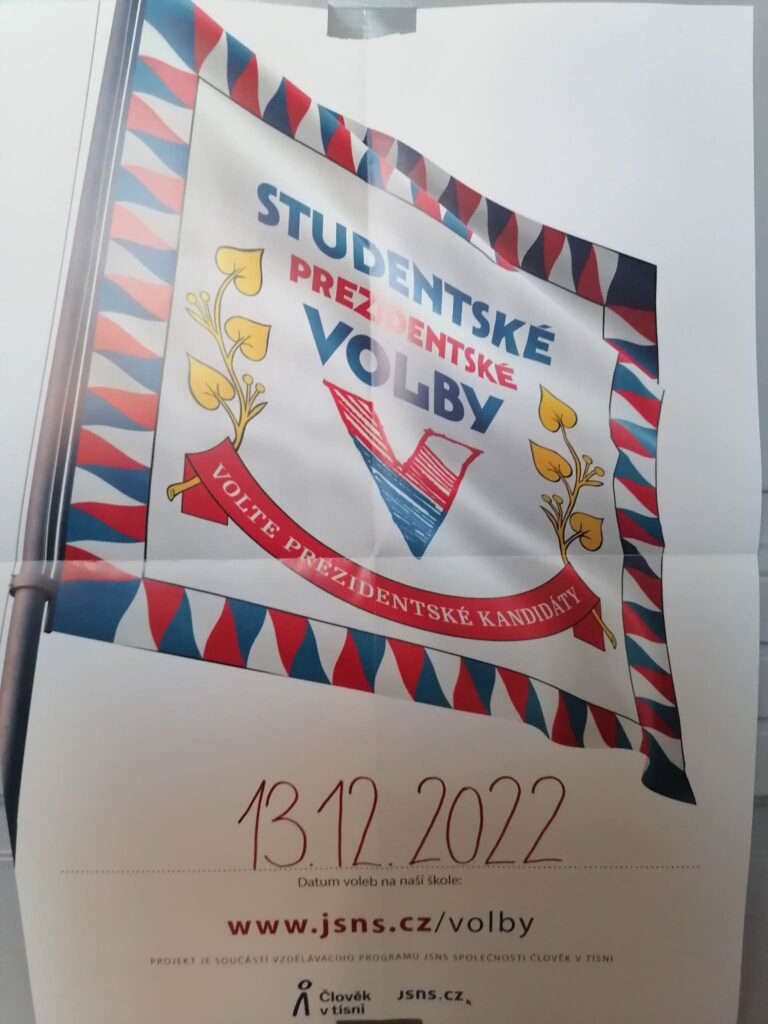 STUDENTSKÉ
PREZIDENTSKÉ
VOLBY
VOLTE PREZIDENTSKÉ KANDIDÁTY
13.12.2022
Datum voleb na naší škole:
www.jsns.cz/volby
PROJEKT JE SOUČÁSTÍ VZDĚLÁVACÍHO PROGRAMU JSNS SPOLEČNOSTI ČLOVĚK V TÍSNI
Člověk
v tísni
JSNS.CZ